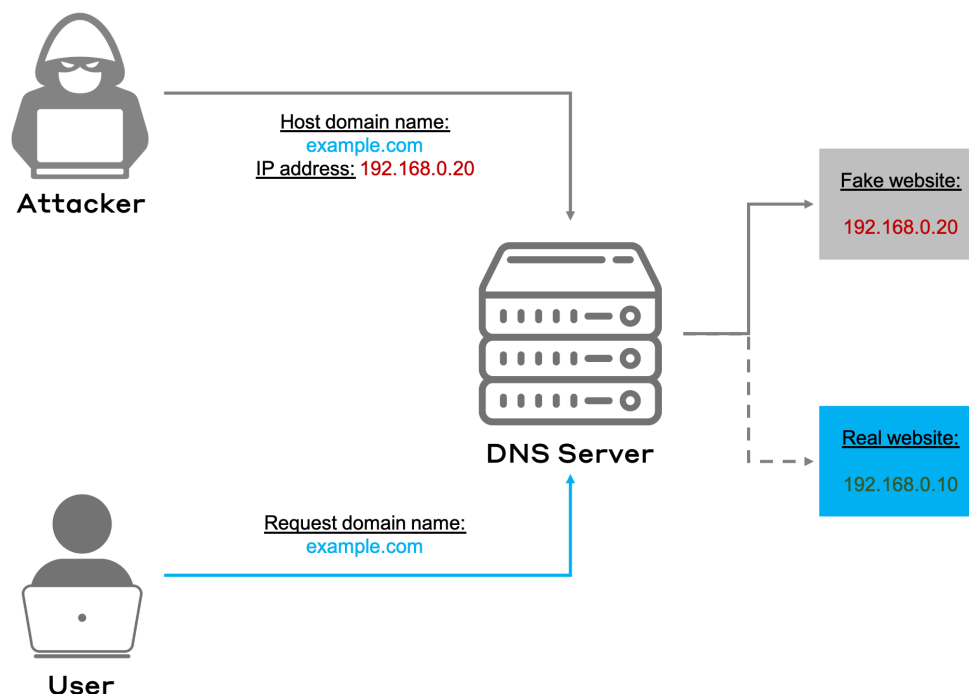 Host domain name:
example.com
IP address: 192.168.0.20
Attacker
Fake website:
192.168.0.20
DNS Server
Real website:
192.168.0.10
Request domain name:
example.com
User